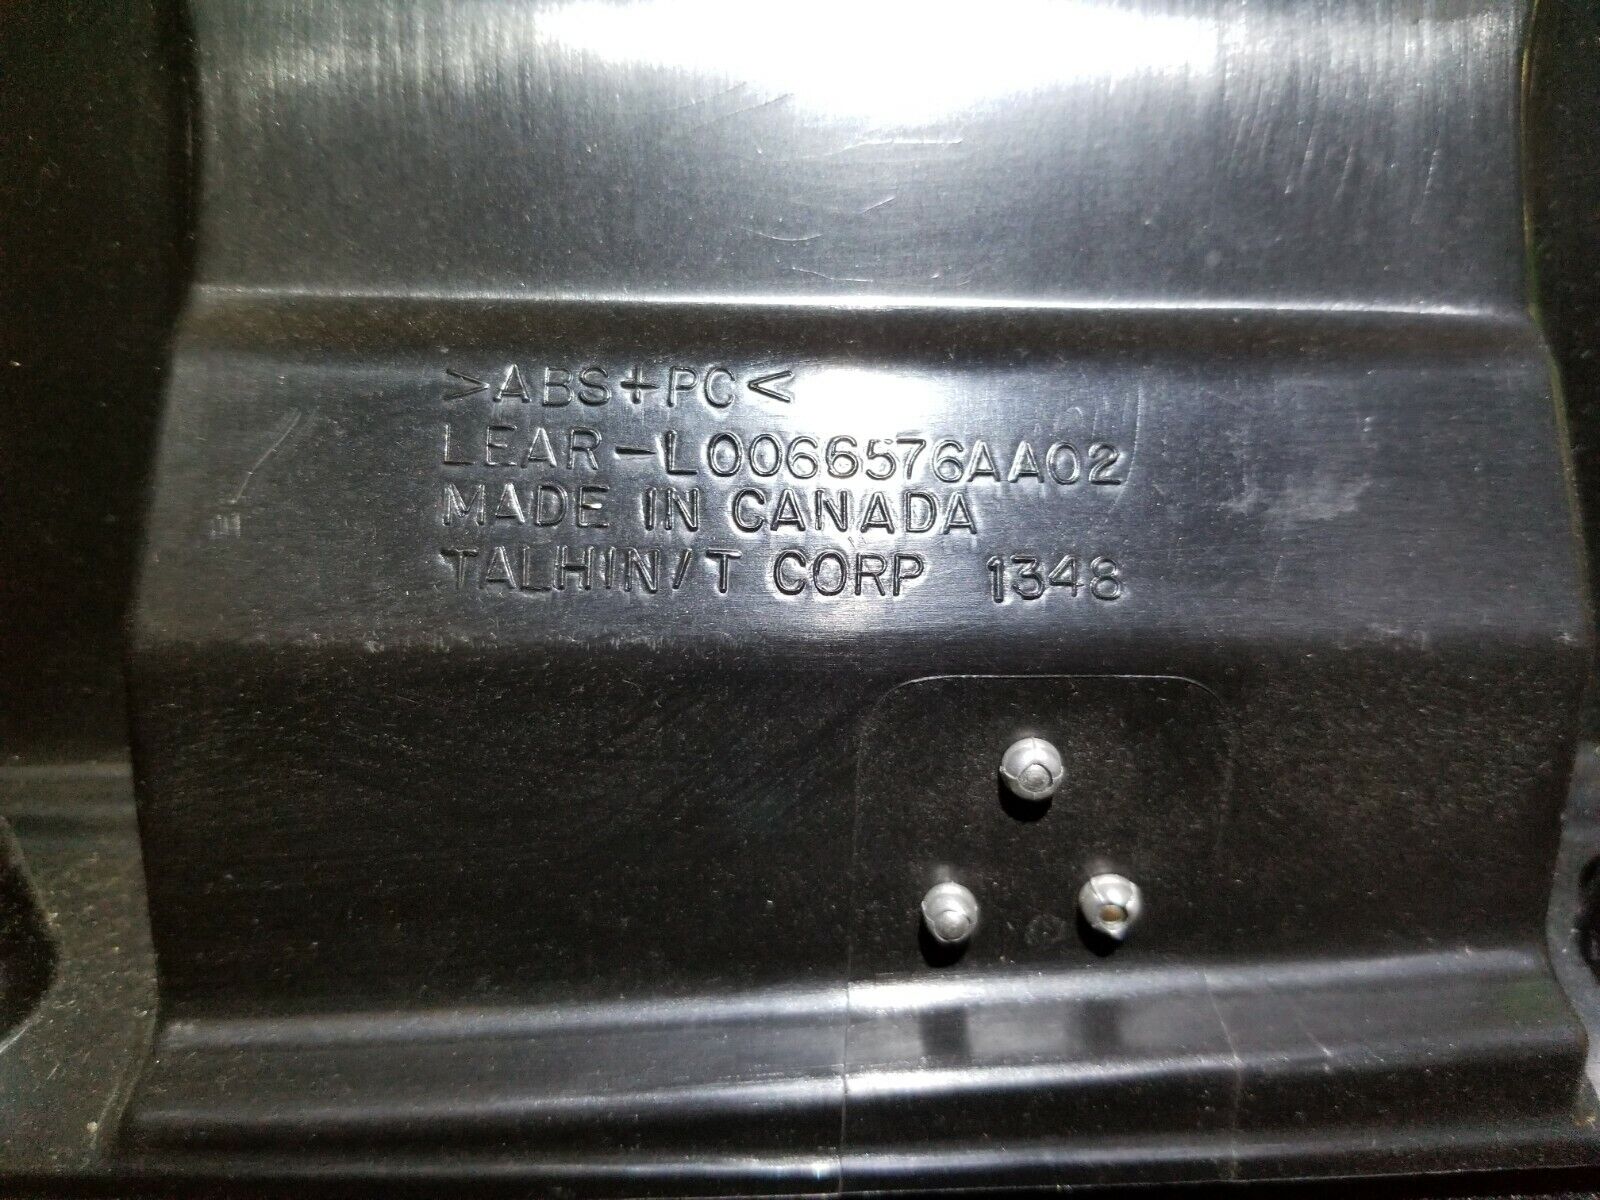 >ABS+PC<
LEAR-L0066576AA02
MADE IN CANADA
TALHIN/T CORP 1348